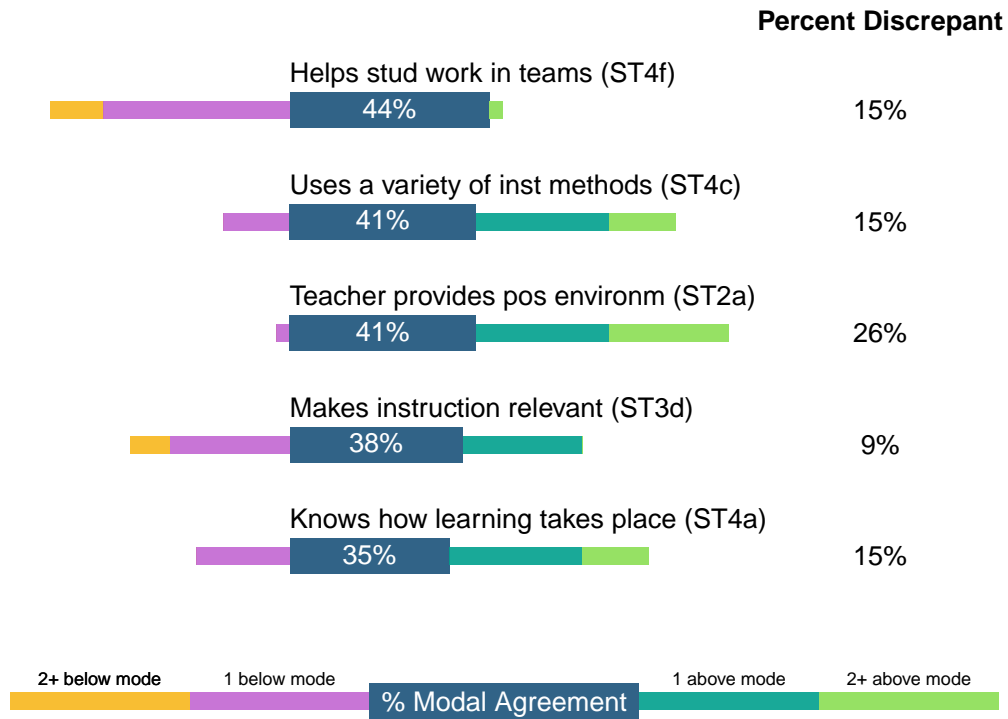 Percent Discrepant
Helps stud work in teams (ST4f)
44%
15%
Uses a variety of inst methods (ST4c)
41%
15%
Teacher provides pos environm (ST2a)
41%
26%
Makes instruction relevant (ST3d)
38%
9%
Knows how learning takes place (ST4a)
35%
15%
2+ below mode
1 below mode
% Modal Agreement
1 above mode
2+ above mode